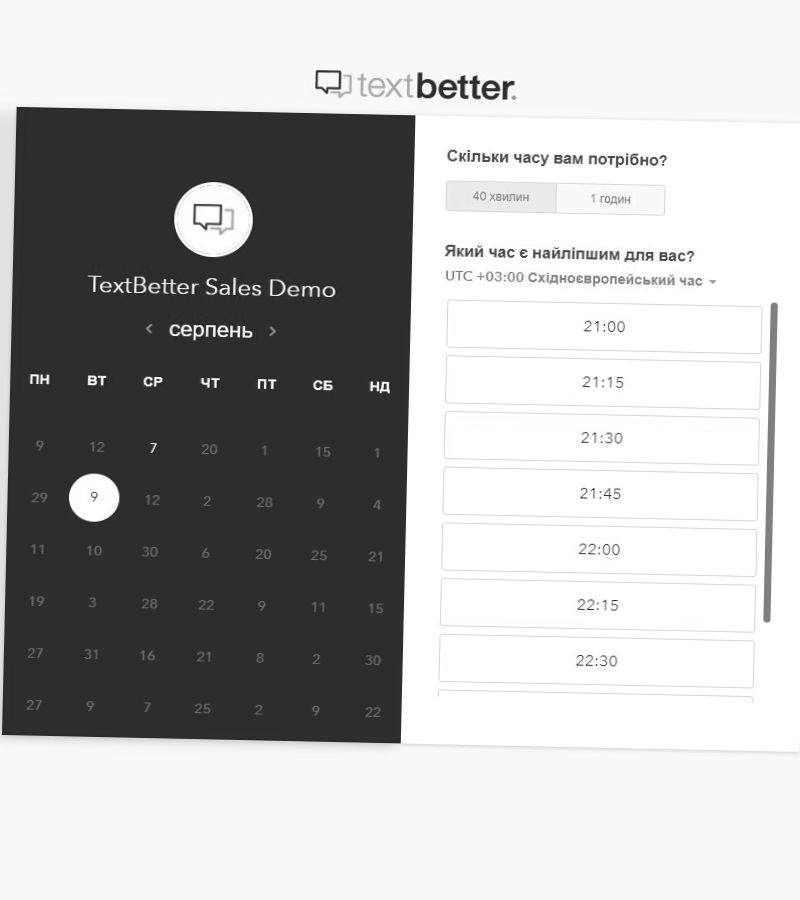 textbetter.
TextBetter Sales Demo
‹ серпень ›
ПН ВТ СР ЧТ ПТ СБ НД
9 12 7 20 1 15 1
29 9 12 2 28 9 4
11 10 30 6 20 25 21
19 3 28 22 9 11 15
27 31 16 21 8 2 30
27 9 7 25 2 9 22
Скільки часу вам потрібно?
40 хвилин 1 годин
Який час є найліпшим для вас?
UTC +03:00 Східноєвропейський час
21:00
21:15
21:30
21:45
22:00
22:15
22:30